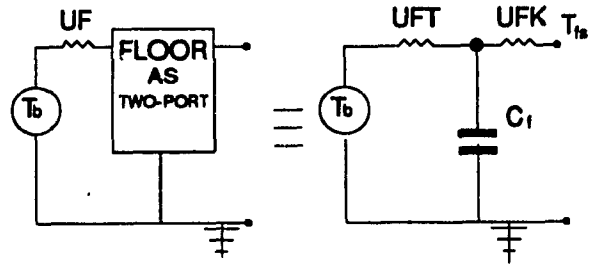 UF
FLOOR
AS
TWO-PORT
Tb
UFT
UFK
Tfs
Tb
Cf